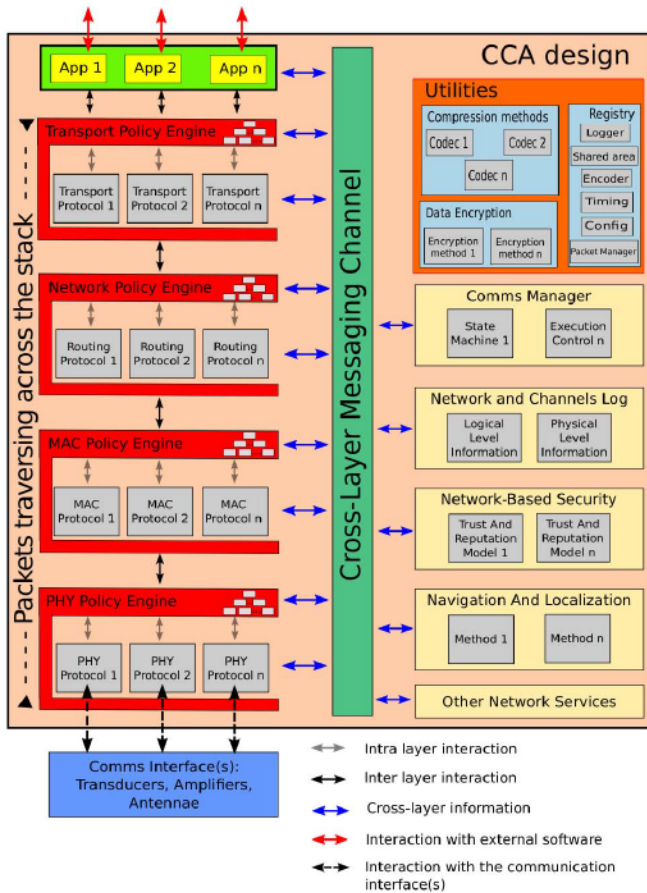 CCA design
App 1
App 2
App n
Packets traversing across the stack
Transport Policy Engine
Transport
Protocol 1
Transport
Protocol 2
Transport
Protocol n
Network Policy Engine
Routing
Protocol 1
Routing
Protocol 2
Routing
Protocol n
MAC Policy Engine
MAC
Protocol 1
MAC
Protocol 2
MAC
Protocol n
PHY Policy Engine
PHY
Protocol 1
PHY
Protocol 2
PHY
Protocol n
Comms Interface(s):
Transducers, Amplifiers,
Antennae
Cross-Layer Messaging Channel
Utilities
Compression methods
Codec 1
Codec 2
Codec n
Data Encryption
Encryption
method 1
Encryption
method n
Registry
Logger
Shared area
Encoder
Timing
Config
Packet Manager
Comms Manager
State
Machine 1
Execution
Control n
Network and Channels Log
Logical
Level
Information
Physical
Level
Information
Network-Based Security
Trust And
Reputation
Model 1
Trust And
Reputation
Model n
Navigation And Localization
Method 1
Method n
Other Network Services
Intra layer interaction
Inter layer interaction
Cross-layer information
Interaction with external software
Interaction with the communication
interface(s)